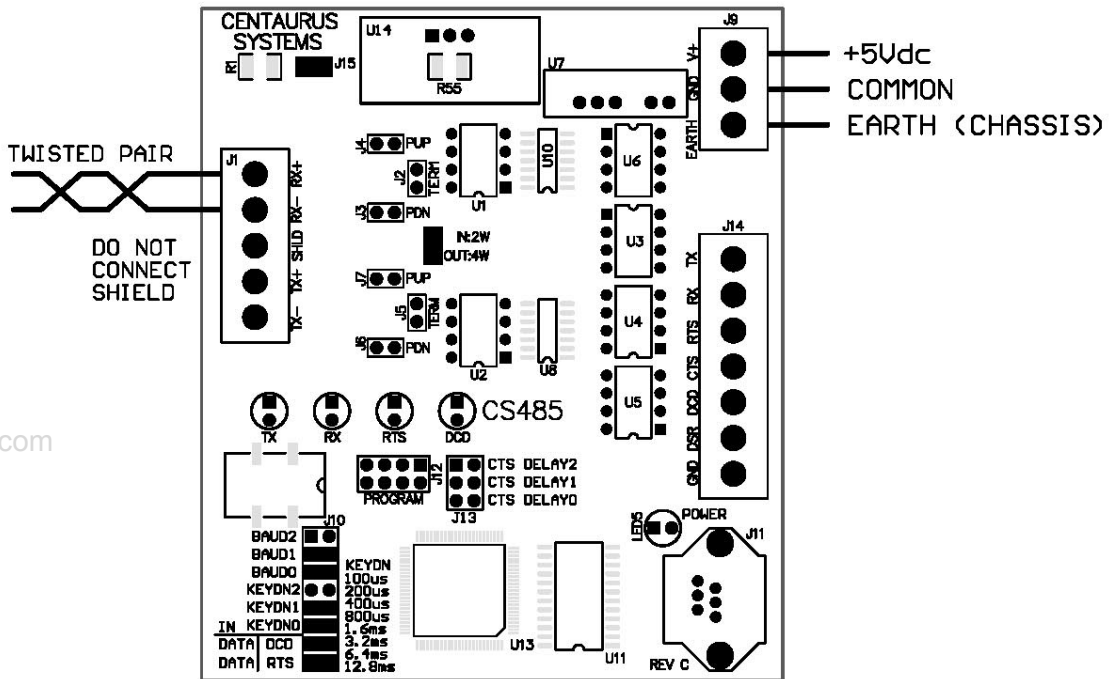 CENTAURUS
SYSTEMS
R1
J15
U14
R55
U7
J9
V+
GND
EARTH
+5Vdc
COMMON
EARTH (CHASSIS)
TWISTED PAIR
DO NOT
CONNECT
SHIELD
J1
RX+
RX-
SHLD
TX+
TX-
J4
PUP
J2
TERM
J3
PDN
U1
U10
U6
IN:2W
OUT:4W
U3
J7
PUP
J5
TERM
J6
PDN
U2
U8
U4
U5
J14
TX
RX
RTS
CTS
DCD
DSR
GND
TX
RX
RTS
DCD
CS485
com
PROGRAM
J12
CTS DELAY2
CTS DELAY1
CTS DELAY0
J13
LED5
POWER
J11
J10
BAUD2
BAUD1
BAUD0
KEYDN2
KEYDN1
IN KEYDN0
DATA DCD
DATA RTS
KEYDN
100us
200us
400us
800us
1.6ms
3.2ms
6.4ms
12.8ms
U13
U11
REV C